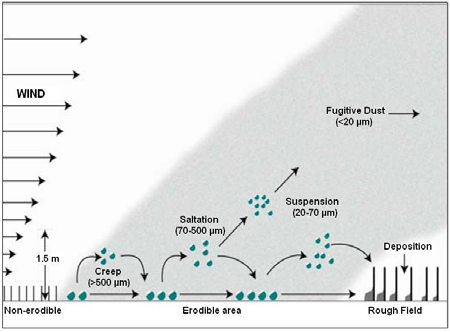 WIND
Fugitive Dust
(<20 µm)
Saltation
(70-500 µm)
Suspension
(20-70 µm)
1.5 m
Creep
(>500 µm)
Deposition
Non-erodible
Erodible area
Rough Field